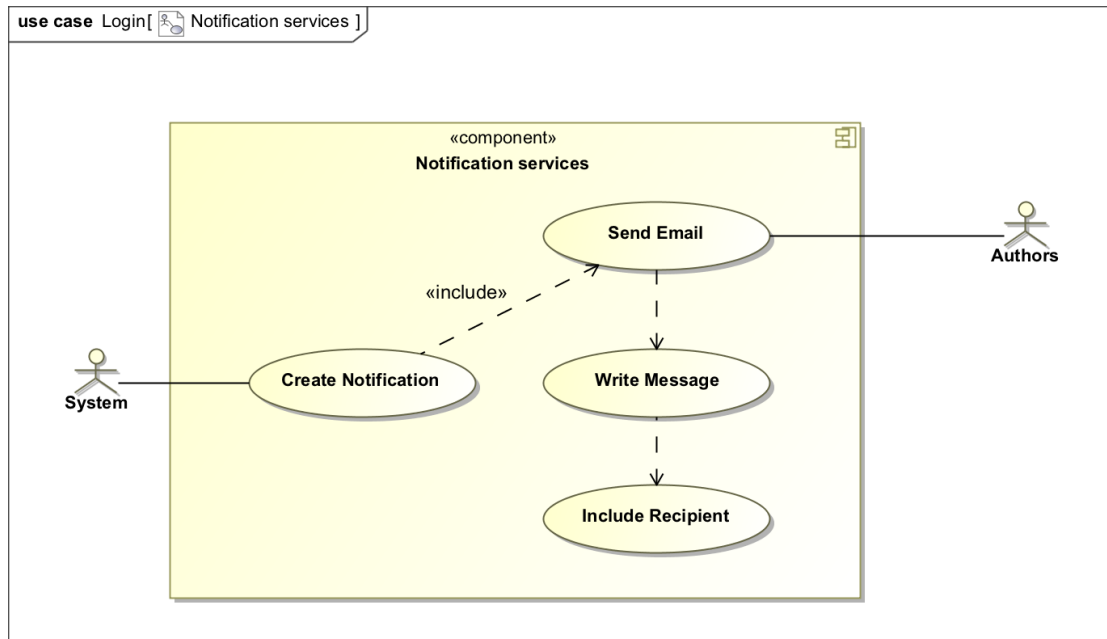 use case Login[ Notification services ]
«component»
Notification services
Send Email
Authors
«include»
Create Notification
System
Write Message
Include Recipient